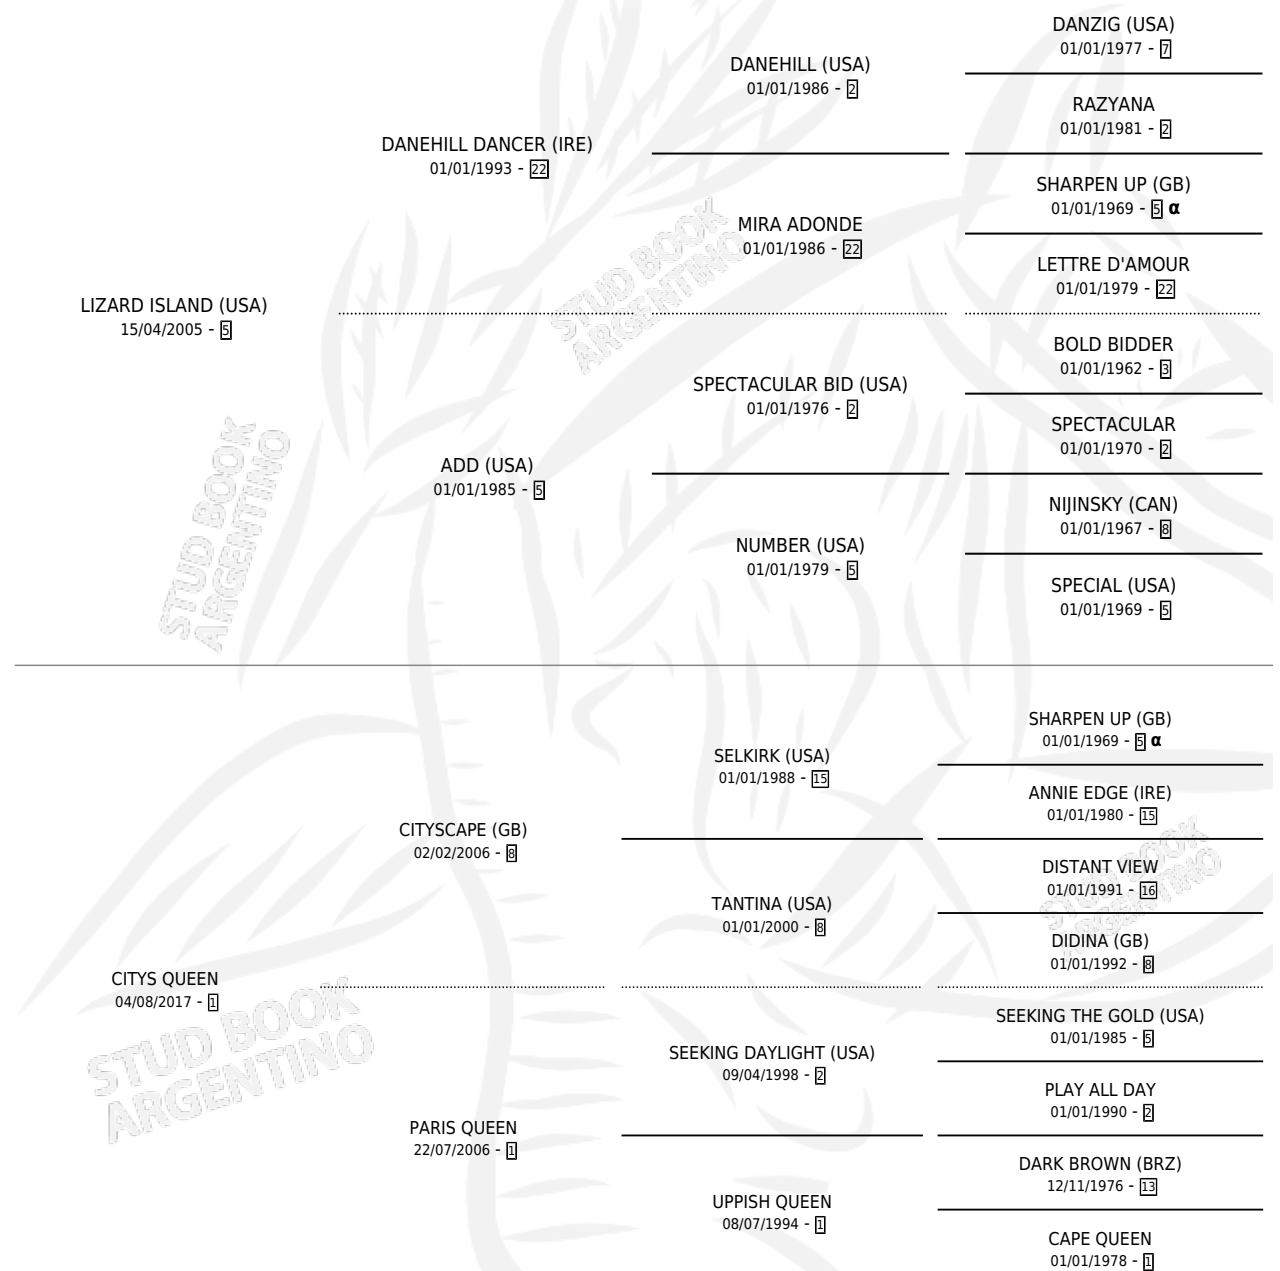 DANZIG (USA)
01/01/1977 - 7
DANEHILL (USA)
01/01/1986 - 2
RAZYANA
01/01/1981 - 2
DANEHILL DANCER (IRE)
01/01/1993 - 22
SHARPEN UP (GB)
01/01/1969 - 5 α
MIRA ADONDE
01/01/1986 - 22
LETTRE D'AMOUR
01/01/1979 - 22
LIZARD ISLAND (USA)
15/04/2005 - 5
BOLD BIDDER
01/01/1962 - 3
SPECTACULAR BID (USA)
01/01/1976 - 2
SPECTACULAR
01/01/1970 - 2
ADD (USA)
01/01/1985 - 5
NIJINSKY (CAN)
01/01/1967 - 8
NUMBER (USA)
01/01/1979 - 5
SPECIAL (USA)
01/01/1969 - 5
SHARPEN UP (GB)
01/01/1969 - 5 α
SELKIRK (USA)
01/01/1988 - 15
ANNIE EDGE (IRE)
01/01/1980 - 15
CITYSCAPE (GB)
02/02/2006 - 8
DISTANT VIEW
01/01/1991 - 16
TANTINA (USA)
01/01/2000 - 8
DIDINA (GB)
01/01/1992 - 8
CITYS QUEEN
04/08/2017 - 1
SEEKING THE GOLD (USA)
01/01/1985 - 5
SEEKING DAYLIGHT (USA)
09/04/1998 - 2
PLAY ALL DAY
01/01/1990 - 2
PARIS QUEEN
22/07/2006 - 1
DARK BROWN (BRZ)
12/11/1976 - 13
UPPISH QUEEN
08/07/1994 - 1
CAPE QUEEN
01/01/1978 - 1
STUD BOOK
ARGENTINO
STUD BOOK
ARGENTINO
STUD BOOK
ARGENTINO
STUD BOOK
ARGENTINO